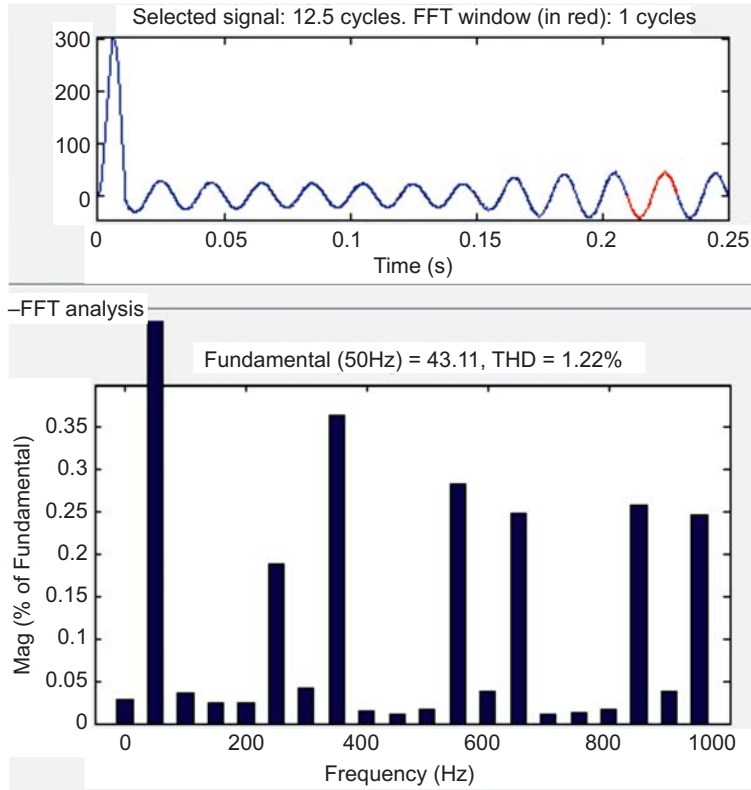 Selected signal: 12.5 cycles. FFT window (in red): 1 cycles
300
200
100
0
0 0.05 0.1 0.15 0.2 0.25
Time (s)
–FFT analysis
Fundamental (50Hz) = 43.11, THD = 1.22%
Mag (% of Fundamental)
0.35
0.3
0.25
0.2
0.15
0.1
0.05
0
0 200 400 600 800 1000
Frequency (Hz)